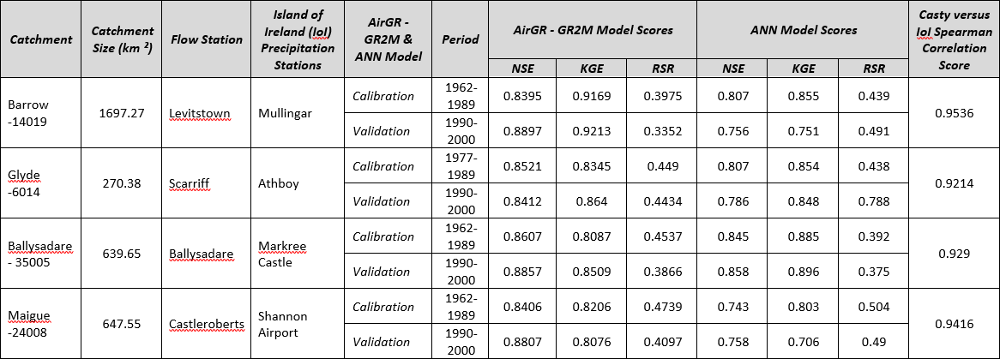 Catchment
Catchment
Size (km ²)
Flow Station
Island of
Ireland (IoI)
Precipitation
Stations
AirGR -
GR2M &
ANN Model
Period
AirGR - GR2M Model Scores
ANN Model Scores
Casty versus
IoI Spearman
Correlation
Score
NSE KGE RSR NSE KGE RSR
Barrow
-14019
1697.27
Levitstown
Mullingar
Calibration
1962-
1989
0.8395 0.9169 0.3975 0.807 0.855 0.439
0.9536
Validation
1990-
2000
0.8897 0.9213 0.3352 0.756 0.751 0.491
Glyde
-6014
270.38
Scarriff
Athboy
Calibration
1977-
1989
0.8521 0.8345 0.449 0.807 0.854 0.438
0.9214
Validation
1990-
2000
0.8412 0.864 0.4434 0.786 0.848 0.788
Ballysadare
- 35005
639.65
Ballysadare
Markree
Castle
Calibration
1962-
1989
0.8607 0.8087 0.4537 0.845 0.885 0.392
0.929
Validation
1990-
2000
0.8857 0.8509 0.3866 0.858 0.896 0.375
Maigue
-24008
647.55
Castleroberts
Shannon
Airport
Calibration
1962-
1989
0.8406 0.8206 0.4739 0.743 0.803 0.504
0.9416
Validation
1990-
2000
0.8807 0.8076 0.4097 0.758 0.706 0.49